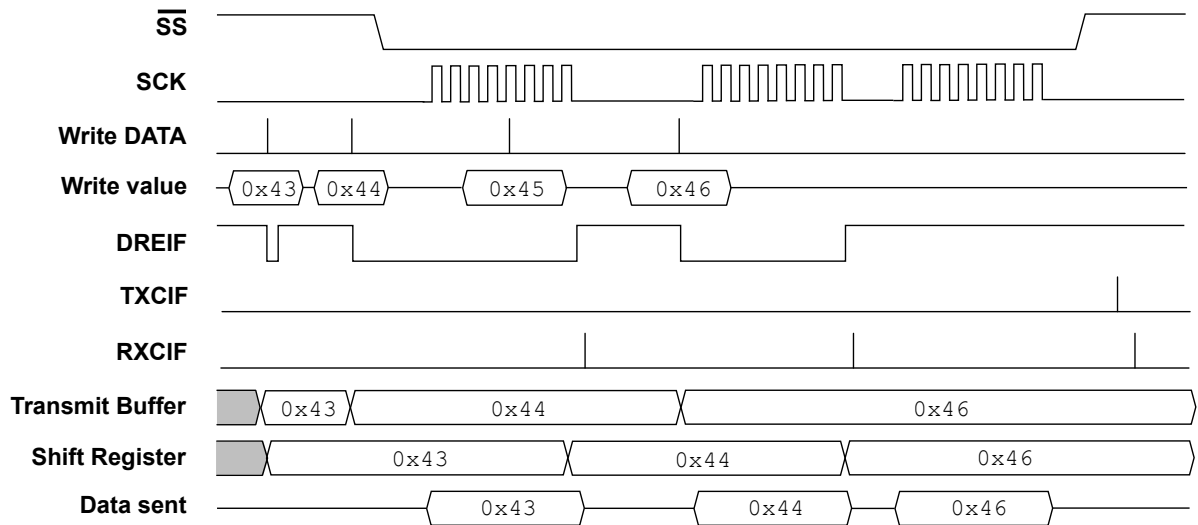 SS
SCK
Write DATA
Write value 0x43 0x44 0x45 0x46
DREIF
TXCIF
RXCIF
Transmit Buffer 0x43 0x44 0x46
Shift Register 0x43 0x44 0x46
Data sent 0x43 0x44 0x46